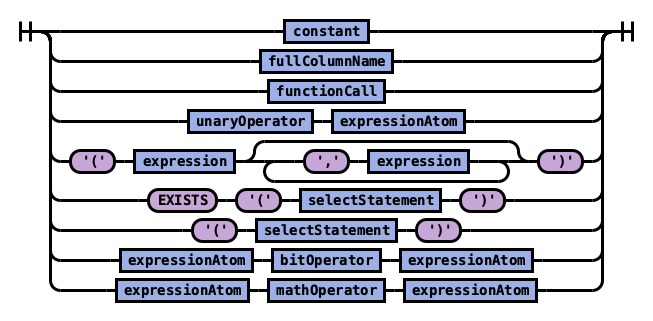 constant
fullColumnName
functionCall
unaryOperator expressionAtom
'(' expression ',' expression ')'
EXISTS '(' selectStatement ')'
'(' selectStatement ')'
expressionAtom bitOperator expressionAtom
expressionAtom mathOperator expressionAtom